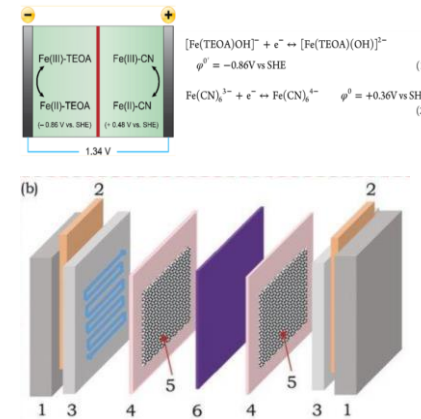 Fe(III)-TEOA Fe(III)-CN
Fe(II)-TEOA Fe(II)-CN
(– 0.86 V vs. SHE) (+ 0.48 V vs. SHE)
1.34 V
[Fe(TEOA)OH]⁻ + e⁻ ↔ [Fe(TEOA)(OH)]²⁻
φ⁰′ = −0.86V vs SHE
Fe(CN)₆³⁻ + e⁻ ↔ Fe(CN)₆⁴⁻ φ⁰ = +0.36V vs SH
(b)
2 2
5 5
1 3 4 6 4 3 1